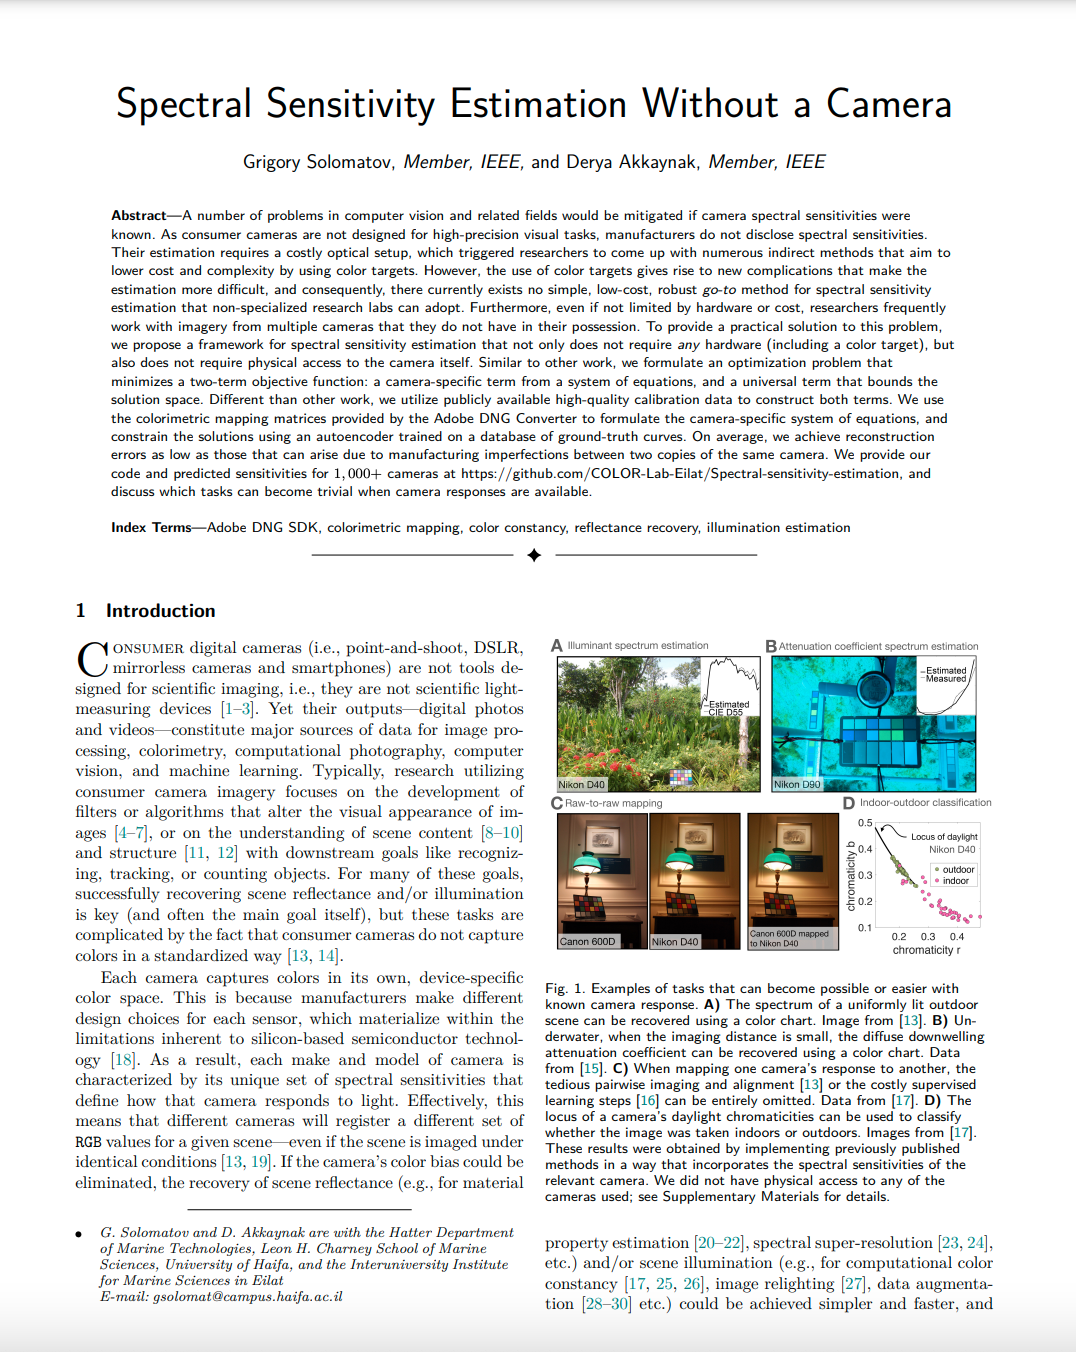 Spectral Sensitivity Estimation Without a Camera
Grigory Solomatov, Member, IEEE, and Derya Akkaynak, Member, IEEE
Abstract—A number of problems in computer vision and related fields would be mitigated if camera spectral sensitivities were
known. As consumer cameras are not designed for high-precision visual tasks, manufacturers do not disclose spectral sensitivities.
Their estimation requires a costly optical setup, which triggered researchers to come up with numerous indirect methods that aim to
lower cost and complexity by using color targets. However, the use of color targets gives rise to new complications that make the
estimation more difficult, and consequently, there currently exists no simple, low-cost, robust go-to method for spectral sensitivity
estimation that non-specialized research labs can adopt. Furthermore, even if not limited by hardware or cost, researchers frequently
work with imagery from multiple cameras that they do not have in their possession. To provide a practical solution to this problem,
we propose a framework for spectral sensitivity estimation that not only does not require any hardware (including a color target), but
also does not require physical access to the camera itself. Similar to other work, we formulate an optimization problem that
minimizes a two-term objective function: a camera-specific term from a system of equations, and a universal term that bounds the
solution space. Different than other work, we utilize publicly available high-quality calibration data to construct both terms. We use
the colorimetric mapping matrices provided by the Adobe DNG Converter to formulate the camera-specific system of equations, and
constrain the solutions using an autoencoder trained on a database of ground-truth curves. On average, we achieve reconstruction
errors as low as those that can arise due to manufacturing imperfections between two copies of the same camera. We provide our
code and predicted sensitivities for 1,000+ cameras at https://github.com/COLOR-Lab-Eilat/Spectral-sensitivity-estimation, and
discuss which tasks can become trivial when camera responses are available.
Index Terms—Adobe DNG SDK, colorimetric mapping, color constancy, reflectance recovery, illumination estimation
1 Introduction
CONSUMER digital cameras (i.e., point-and-shoot, DSLR,
mirrorless cameras and smartphones) are not tools de-
signed for scientific imaging, i.e., they are not scientific light-
measuring devices [1–3]. Yet their outputs—digital photos
and videos—constitute major sources of data for image pro-
cessing, colorimetry, computational photography, computer
vision, and machine learning. Typically, research utilizing
consumer camera imagery focuses on the development of
filters or algorithms that alter the visual appearance of im-
ages [4–7], or on the understanding of scene content [8–10]
and structure [11, 12] with downstream goals like recogniz-
ing, tracking, or counting objects. For many of these goals,
successfully recovering scene reflectance and/or illumination
is key (and often the main goal itself), but these tasks are
complicated by the fact that consumer cameras do not capture
colors in a standardized way [13, 14].
Each camera captures colors in its own, device-specific
color space. This is because manufacturers make different
design choices for each sensor, which materialize within the
limitations inherent to silicon-based semiconductor technol-
ogy [18]. As a result, each make and model of camera is
characterized by its unique set of spectral sensitivities that
define how that camera responds to light. Effectively, this
means that different cameras will register a different set of
RGB values for a given scene—even if the scene is imaged under
identical conditions [13, 19]. If the camera's color bias could be
eliminated, the recovery of scene reflectance (e.g., for material
• G. Solomatov and D. Akkaynak are with the Hatter Department
of Marine Technologies, Leon H. Charney School of Marine
Sciences, University of Haifa, and the Interuniversity Institute
for Marine Sciences in Eilat
E-mail: gsolomat@campus.haifa.ac.il
A Illuminant spectrum estimation
Estimated
CIE D55
Nikon D40
B Attenuation coefficient spectrum estimation
Estimated
Measured
Nikon D90
C Raw-to-raw mapping
Canon 600D
Nikon D40
Canon 600D mapped
to Nikon D40
D Indoor-outdoor classification
Locus of daylight
Nikon D40
outdoor
indoor
chromaticity b
0.5
0.4
0.3
0.2
0.1
0.2 0.3 0.4
chromaticity r
Fig. 1. Examples of tasks that can become possible or easier with
known camera response. A) The spectrum of a uniformly lit outdoor
scene can be recovered using a color chart. Image from [13]. B) Un-
derwater, when the imaging distance is small, the diffuse downwelling
attenuation coefficient can be recovered using a color chart. Data
from [15]. C) When mapping one camera's response to another, the
tedious pairwise imaging and alignment [13] or the costly supervised
learning steps [16] can be entirely omitted. Data from [17]. D) The
locus of a camera's daylight chromaticities can be used to classify
whether the image was taken indoors or outdoors. Images from [17].
These results were obtained by implementing previously published
methods in a way that incorporates the spectral sensitivities of the
relevant camera. We did not have physical access to any of the
cameras used; see Supplementary Materials for details.
property estimation [20–22], spectral super-resolution [23, 24],
etc.) and/or scene illumination (e.g., for computational color
constancy [17, 25, 26], image relighting [27], data augmenta-
tion [28–30] etc.) could be achieved simpler and faster, and